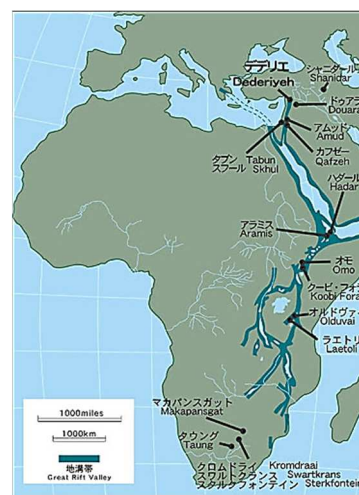 シャニダール
Shanidar
デデリエ
Dederiyeh
ドゥアラ
Douara
アムッド
Amud
カフゼー
Qafzeh
タブン Tabun
スフール Skhul
ハダール
Hadar
アラミス
Aramis
オモ
Omo
クービ・フォ
Koobi Fora
オルドヴァイ
Olduvai
ラエトリ
Laetoli
マカパンスガット
Makapansgat
タウング
Taung
クロムドライ Kromdraai
スワルトクランス Swartkrans
ステルクフォンテイン Sterkfontein
1000miles
1000km
地溝帯
Great Rift Valley